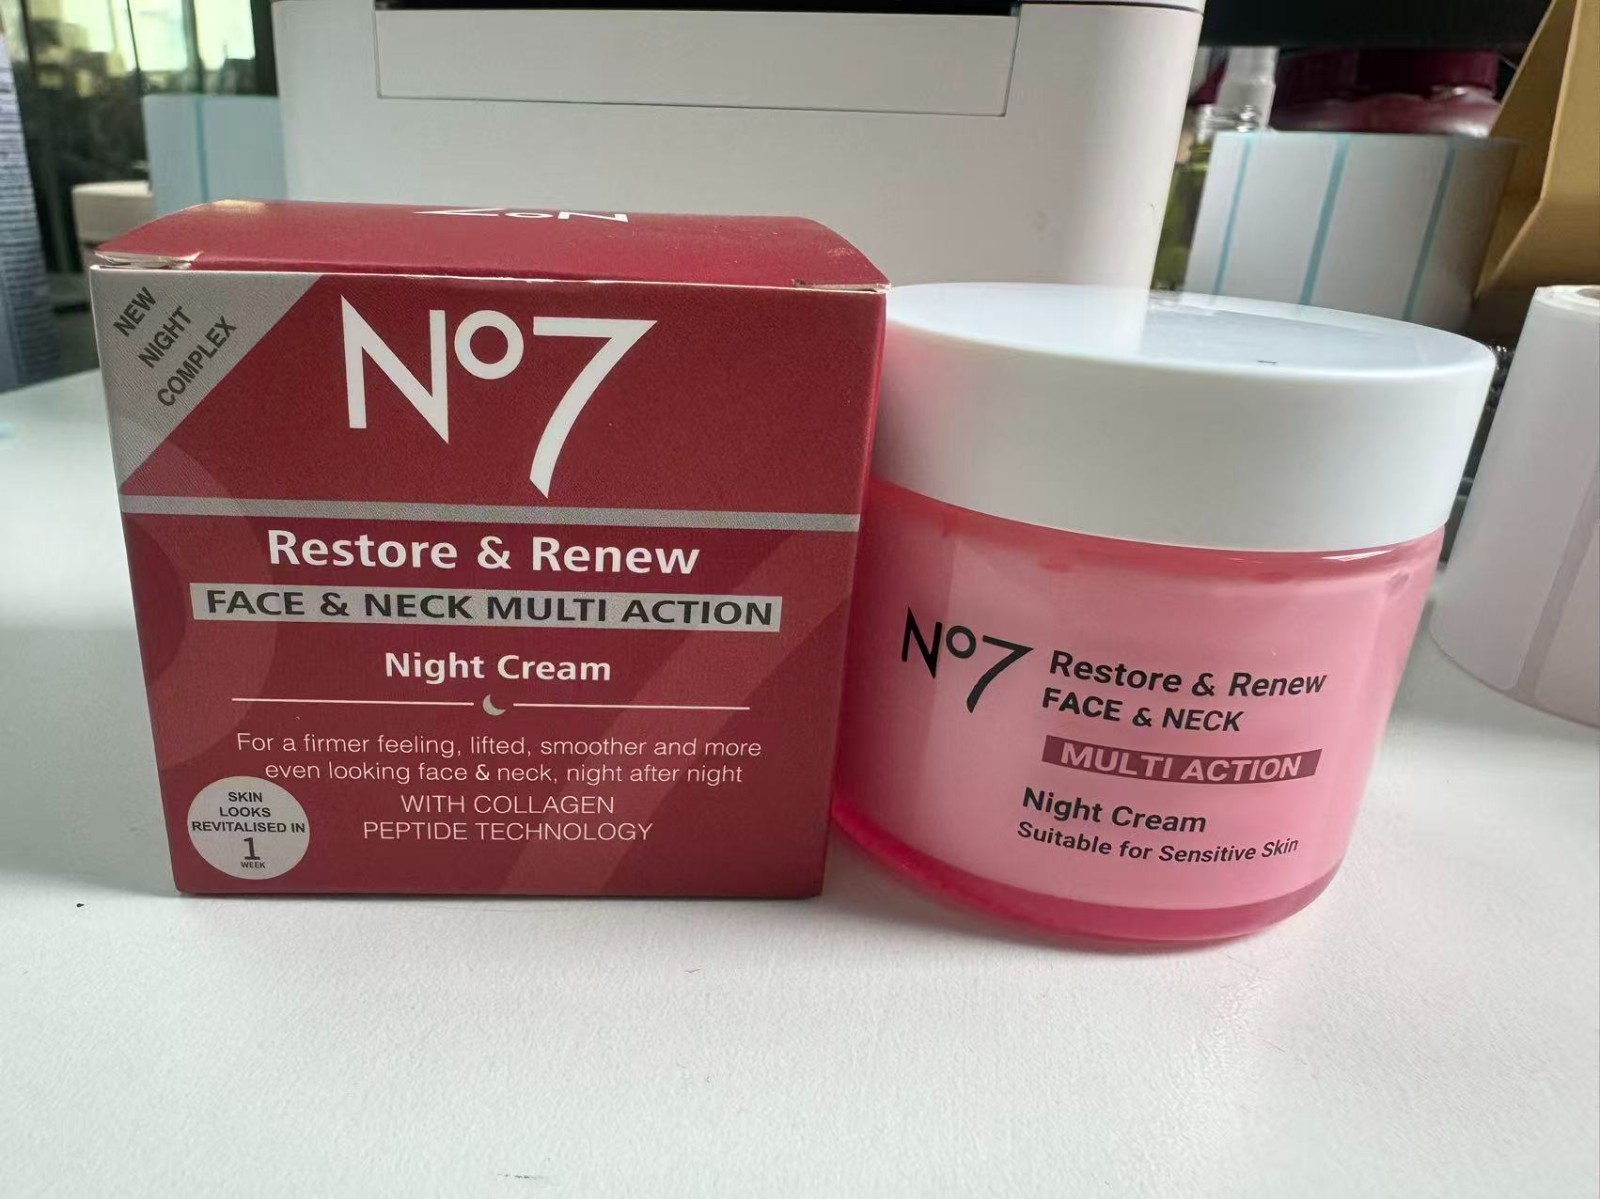 No7
NEW
NIGHT
COMPLEX
No7
Restore & Renew
FACE & NECK MULTI ACTION
Night Cream
For a firmer feeling, lifted, smoother and more
even looking face & neck, night after night
WITH COLLAGEN
PEPTIDE TECHNOLOGY
SKIN
LOOKS
REVITALISED IN
1
WEEK
No7
Restore & Renew
FACE & NECK
MULTI ACTION
Night Cream
Suitable for Sensitive Skin